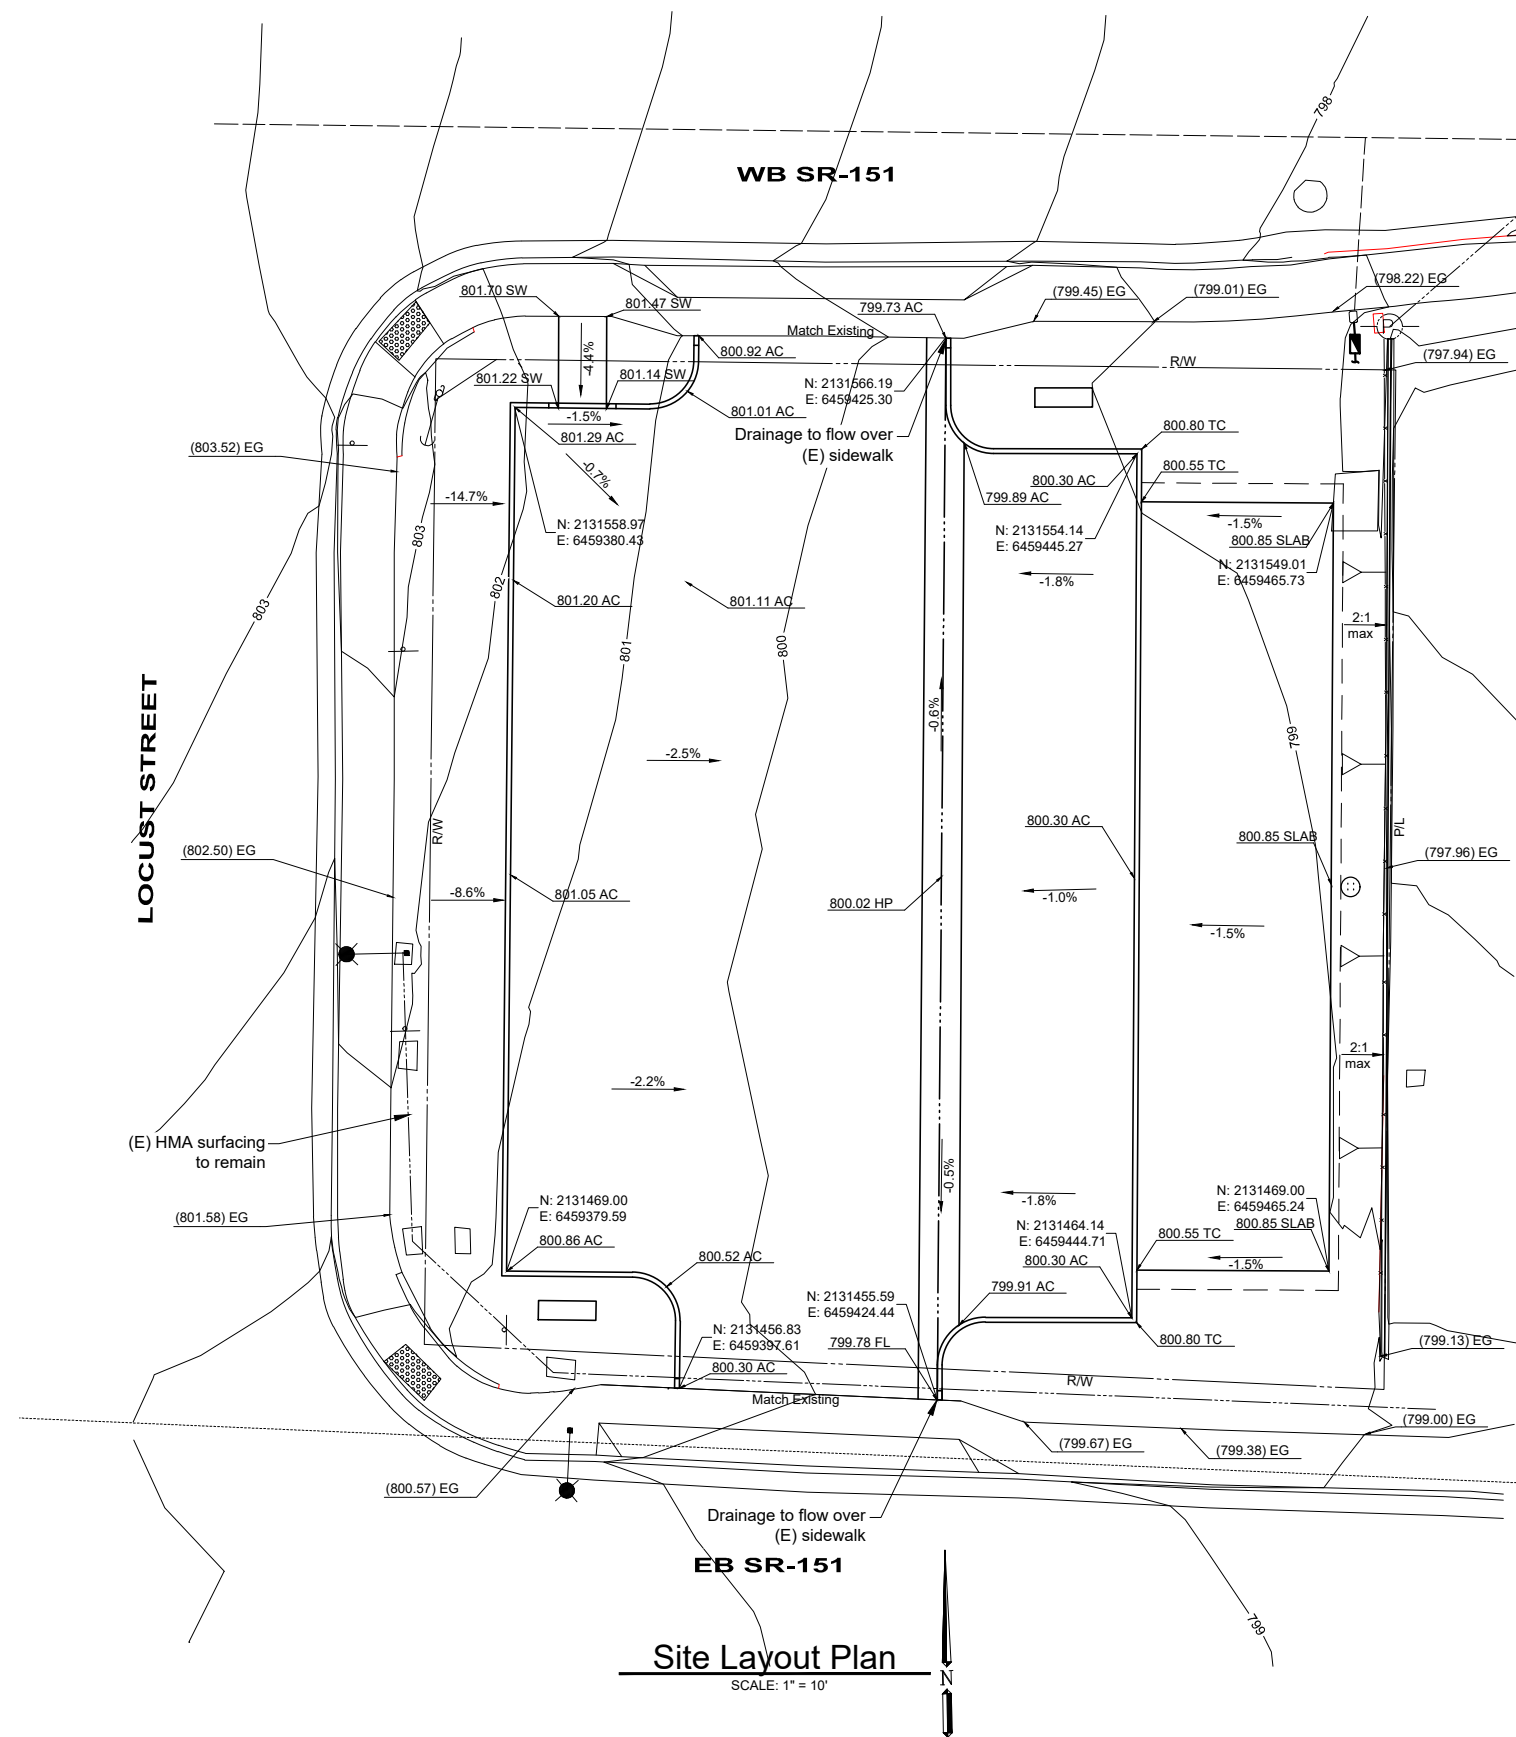 798
WB SR-151
(798.22) EG
801.70 SW
801.47 SW
799.73 AC
(799.45) EG
(799.01) EG
Match Existing
800.92 AC
-4.4%
R/W
(797.94) EG
801.22 SW
801.14 SW
N: 2131566.19
E: 6459425.30
801.01 AC
-1.5%
801.29 AC
Drainage to flow over
(E) sidewalk
800.80 TC
(803.52) EG
-0.7%
800.55 TC
800.30 AC
799.89 AC
-14.7%
N: 2131558.97
E: 6459380.43
803
N: 2131554.14
E: 6459445.27
-1.5%
800.85 SLAB
N: 2131549.01
E: 6459465.73
-1.8%
802
801.20 AC
801.11 AC
803
2:1
max
801
800
LOCUST STREET
-0.6%
799
-2.5%
R/W
800.30 AC
800.85 SLAB
P/L
(802.50) EG
(797.96) EG
-8.6%
801.05 AC
800.02 HP
-1.0%
-1.5%
2:1
max
-2.2%
(E) HMA surfacing
to remain
-0.5%
N: 2131469.00
E: 6459379.59
-1.8%
N: 2131469.00
E: 6459465.24
800.85 SLAB
(801.58) EG
N: 2131464.14
E: 6459444.71
800.55 TC
800.86 AC
800.52 AC
800.30 AC
-1.5%
799.91 AC
N: 2131455.59
E: 6459424.44
N: 2131456.83
E: 6459397.61
799.78 FL
800.80 TC
(799.13) EG
800.30 AC
R/W
Match Existing
(799.00) EG
(799.67) EG
(799.38) EG
(800.57) EG
Drainage to flow over
(E) sidewalk
EB SR-151
799
Site Layout Plan
SCALE: 1" = 10'
N